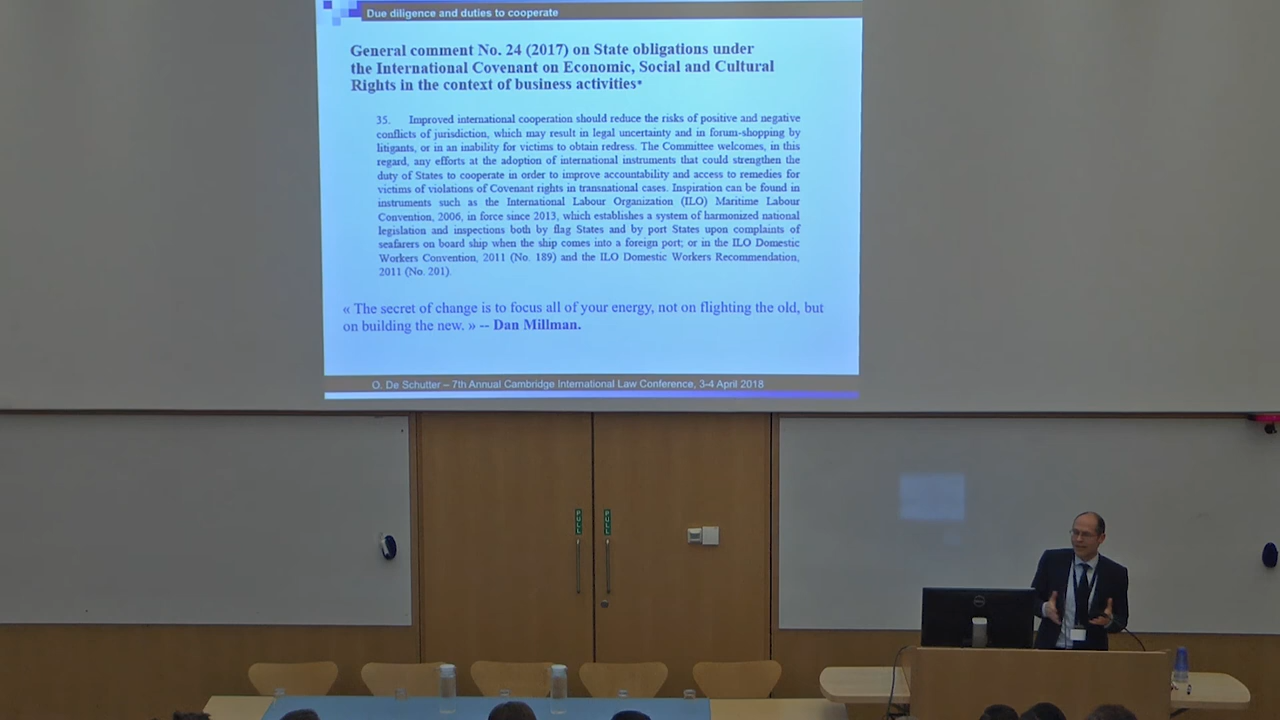 Due diligence and duties to cooperate
General comment No. 24 (2017) on State obligations under
the International Covenant on Economic, Social and Cultural
Rights in the context of business activities*
35. Improved international cooperation should reduce the risks of positive and negative
conflicts of jurisdiction, which may result in legal uncertainty and in forum-shopping by
litigants, or in an inability for victims to obtain redress. The Committee welcomes, in this
regard, any efforts at the adoption of international instruments that could strengthen the
duty of States to cooperate in order to improve accountability and access to remedies for
victims of violations of Covenant rights in transnational cases. Inspiration can be found in
instruments such as the International Labour Organization (ILO) Maritime Labour
Convention, 2006, in force since 2013, which establishes a system of harmonized national
legislation and inspections both by flag States and by port States upon complaints of
seafarers on board ship when the ship comes into a foreign port; or in the ILO Domestic
Workers Convention, 2011 (No. 189) and the ILO Domestic Workers Recommendation,
2011 (No. 201).
« The secret of change is to focus all of your energy, not on flighting the old, but
on building the new. » -- Dan Millman.
O. De Schutter – 7th Annual Cambridge International Law Conference, 3-4 April 2018
PULL
PULL
DELL